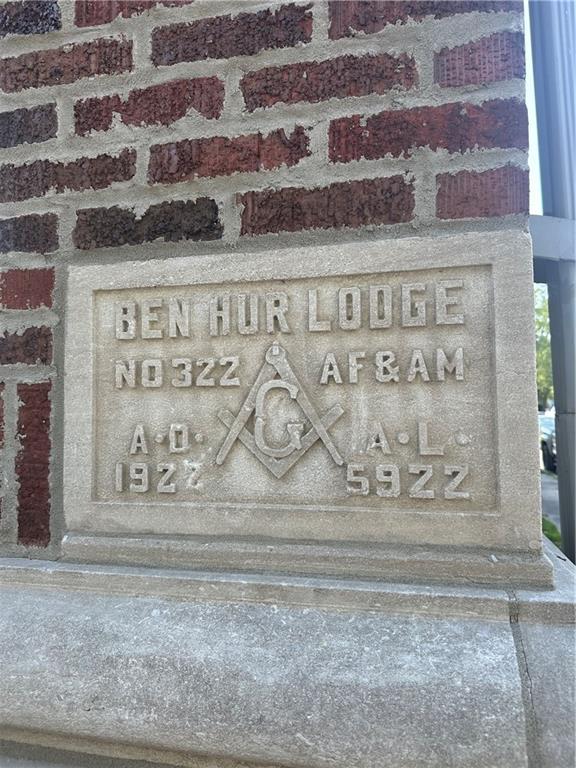 BEN HUR LODGE
NO 322 AF&AM
G
A·D· A·L·
1922 5922